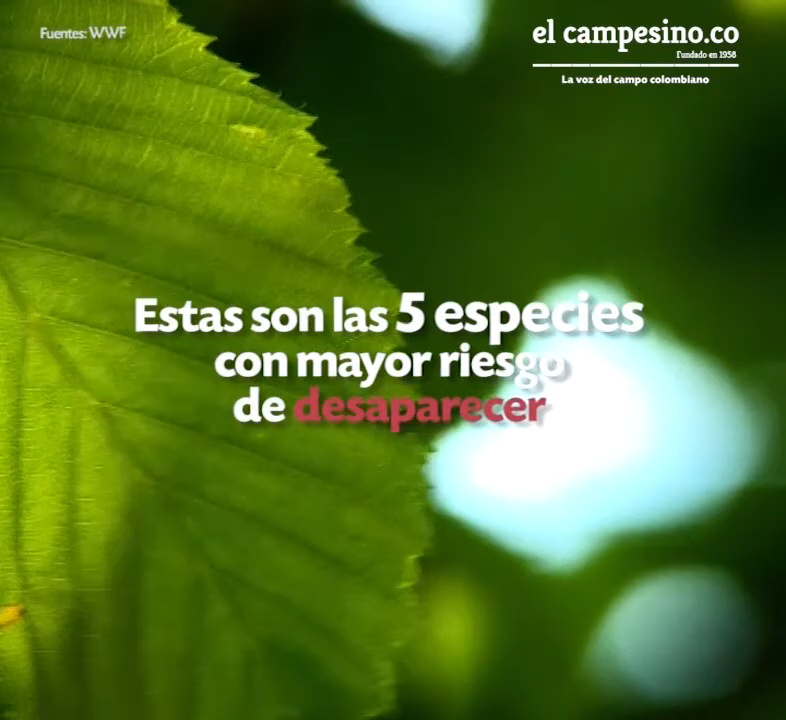 Fuentes: WWF
el campesino.co
Fundado en 1958
La voz del campo colombiano
Estas son las 5 especies
con mayor riesgo
de desaparecer